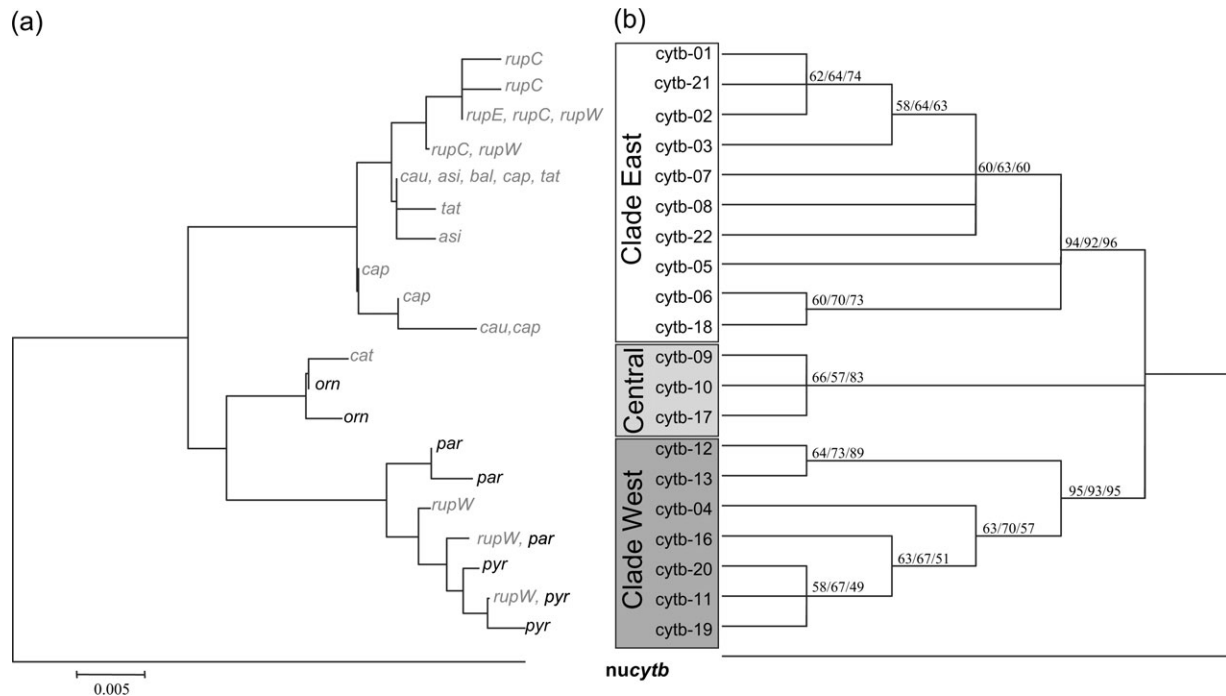 (a)
rupC
rupC
rupE, rupC, rupW
rupC, rupW
cau, asi, bal, cap, tat
tat
asi
cap
cap
cau,cap
cat
orn
orn
par
par
rupW
rupW, par
pyr
rupW, pyr
pyr
0.005
(b)
Clade East
cytb-01
cytb-21
cytb-02
cytb-03
cytb-07
cytb-08
cytb-22
cytb-05
cytb-06
cytb-18
Central
cytb-09
cytb-10
cytb-17
Clade West
cytb-12
cytb-13
cytb-04
cytb-16
cytb-20
cytb-11
cytb-19
nucytb
62/64/74
58/64/63
60/63/60
94/92/96
60/70/73
66/57/83
64/73/89
95/93/95
63/70/57
63/67/51
58/67/49